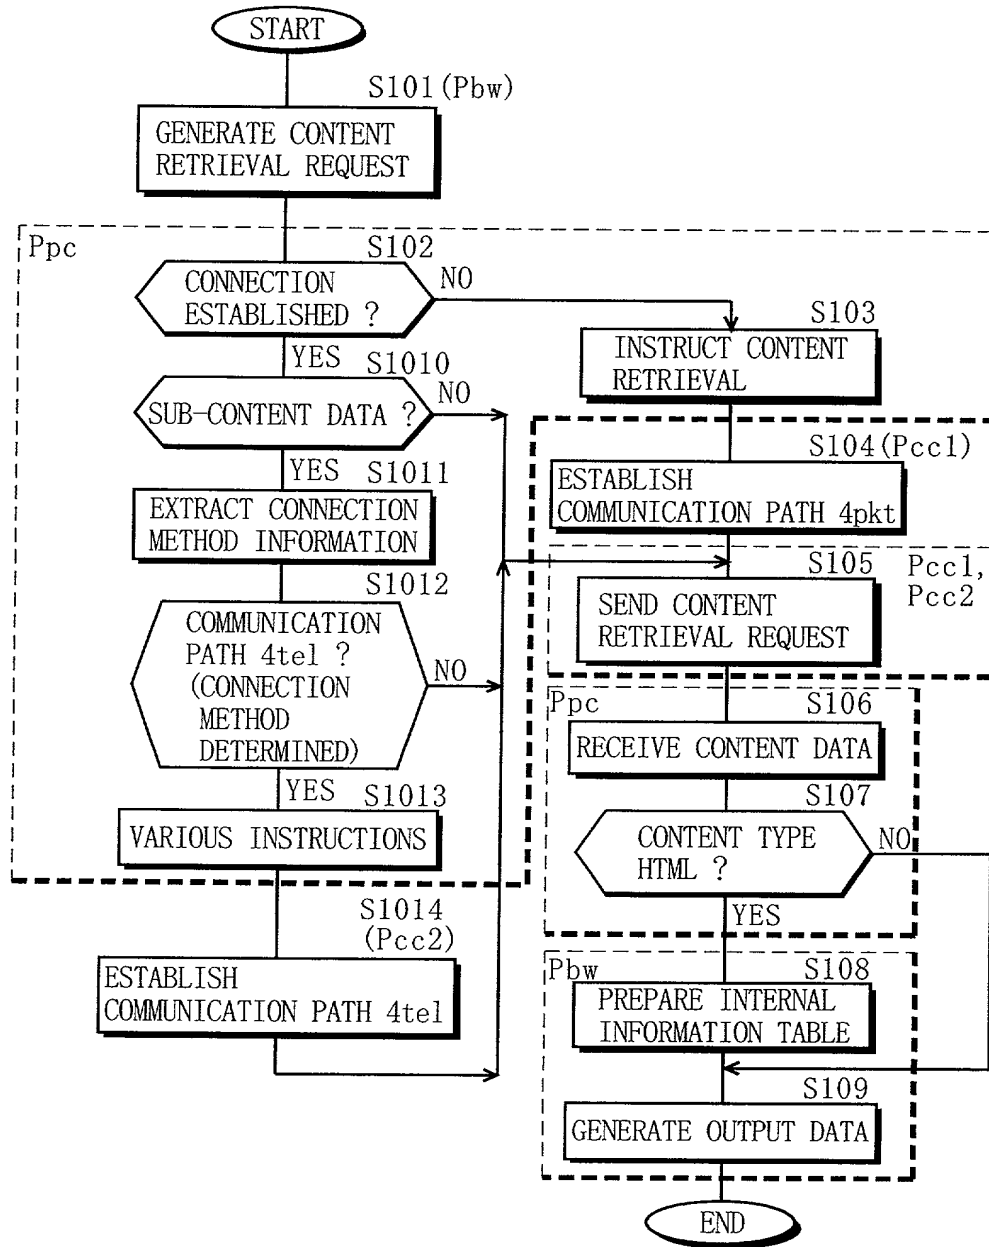 START
S101(Pbw)
GENERATE CONTENT
RETRIEVAL REQUEST
Ppc
S102
CONNECTION
ESTABLISHED ?
NO
YES
S103
INSTRUCT CONTENT
RETRIEVAL
S1010
SUB-CONTENT DATA ?
NO
YES
S104(Pcc1)
ESTABLISH
COMMUNICATION PATH 4pkt
S1011
EXTRACT CONNECTION
METHOD INFORMATION
S105
Pcc1,
Pcc2
SEND CONTENT
RETRIEVAL REQUEST
S1012
COMMUNICATION
PATH 4tel ?
(CONNECTION
METHOD
DETERMINED)
NO
YES
Ppc
S106
RECEIVE CONTENT DATA
S107
CONTENT TYPE
HTML ?
NO
YES
S1013
VARIOUS INSTRUCTIONS
S1014
(Pcc2)
ESTABLISH
COMMUNICATION PATH 4tel
Pbw
S108
PREPARE INTERNAL
INFORMATION TABLE
S109
GENERATE OUTPUT DATA
END